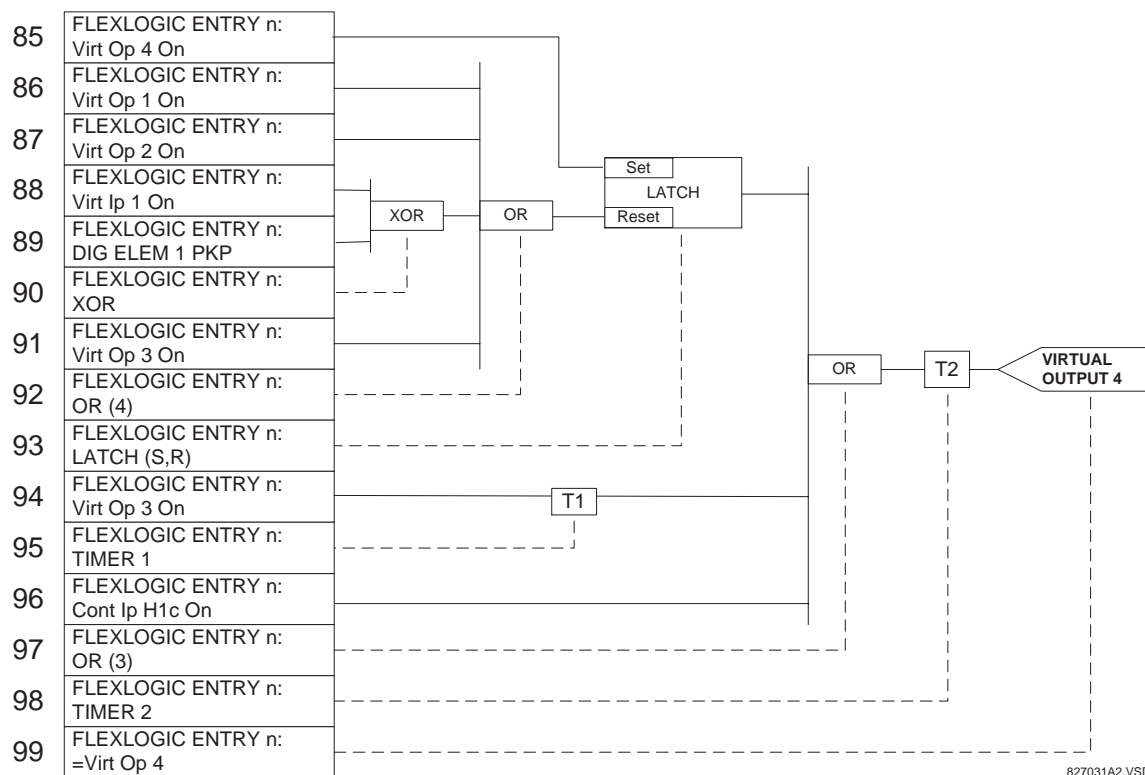 85
FLEXLOGIC ENTRY n:
Virt Op 4 On
86
FLEXLOGIC ENTRY n:
Virt Op 1 On
87
FLEXLOGIC ENTRY n:
Virt Op 2 On
88
FLEXLOGIC ENTRY n:
Virt Ip 1 On
89
FLEXLOGIC ENTRY n:
DIG ELEM 1 PKP
90
FLEXLOGIC ENTRY n:
XOR
91
FLEXLOGIC ENTRY n:
Virt Op 3 On
92
FLEXLOGIC ENTRY n:
OR (4)
93
FLEXLOGIC ENTRY n:
LATCH (S,R)
94
FLEXLOGIC ENTRY n:
Virt Op 3 On
95
FLEXLOGIC ENTRY n:
TIMER 1
96
FLEXLOGIC ENTRY n:
Cont Ip H1c On
97
FLEXLOGIC ENTRY n:
OR (3)
98
FLEXLOGIC ENTRY n:
TIMER 2
99
FLEXLOGIC ENTRY n:
=Virt Op 4
XOR
OR
Set
LATCH
Reset
T1
OR
T2
VIRTUAL
OUTPUT 4
827031A2.VSD